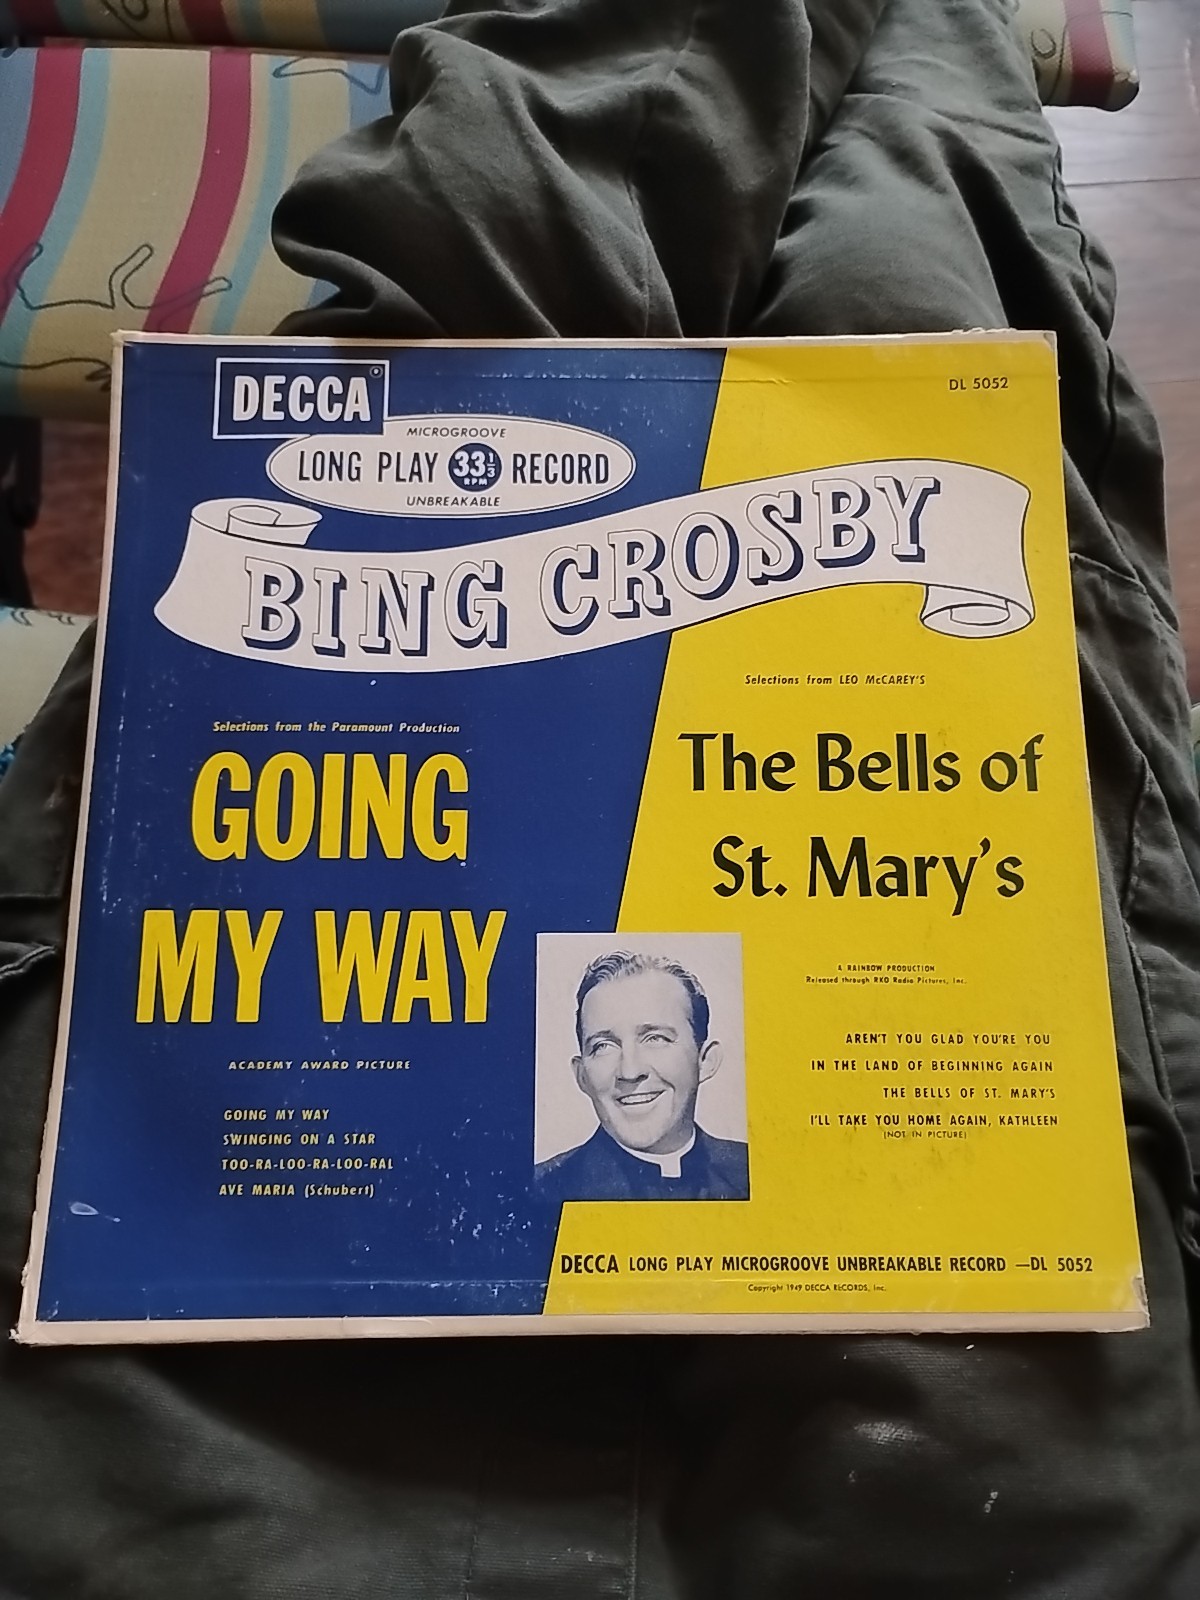 DECCA®
DL 5052
MICROGROOVE
LONG PLAY 33 1/3 RPM RECORD
UNBREAKABLE
BING CROSBY
Selections from the Paramount Production
GOING
MY WAY
ACADEMY AWARD PICTURE
GOING MY WAY
SWINGING ON A STAR
TOO-RA-LOO-RA-LOO-RAL
AVE MARIA (Schubert)
Selections from LEO McCAREY'S
The Bells of
St. Mary's
A RAINBOW PRODUCTION
Released through RKO Radio Pictures, Inc.
AREN'T YOU GLAD YOU'RE YOU
IN THE LAND OF BEGINNING AGAIN
THE BELLS OF ST. MARY'S
I'LL TAKE YOU HOME AGAIN, KATHLEEN
(NOT IN PICTURE)
DECCA LONG PLAY MICROGROOVE UNBREAKABLE RECORD —DL 5052
Copyright 1949 DECCA RECORDS, Inc.